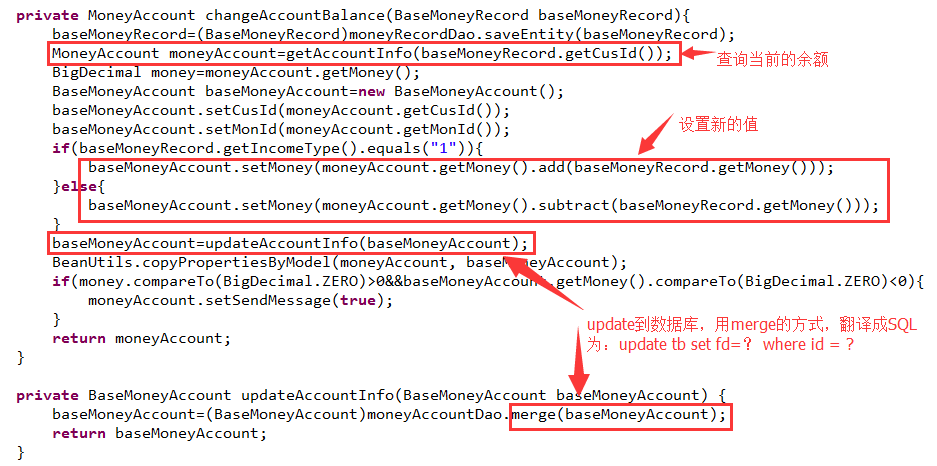 private MoneyAccount changeAccountBalance(BaseMoneyRecord baseMoneyRecord){
baseMoneyRecord=(BaseMoneyRecord)moneyRecordDao.saveEntity(baseMoneyRecord);
MoneyAccount moneyAccount=getAccountInfo(baseMoneyRecord.getCusId());
查询当前的余额
BigDecimal money=moneyAccount.getMoney();
BaseMoneyAccount baseMoneyAccount=new BaseMoneyAccount();
baseMoneyAccount.setCusId(moneyAccount.getCusId());
baseMoneyAccount.setMonId(moneyAccount.getMonId());
设置新的值
if(baseMoneyRecord.getIncomeType().equals("1")){
baseMoneyAccount.setMoney(moneyAccount.getMoney().add(baseMoneyRecord.getMoney()));
}else{
baseMoneyAccount.setMoney(moneyAccount.getMoney().subtract(baseMoneyRecord.getMoney()));
}
baseMoneyAccount=updateAccountInfo(baseMoneyAccount);
BeanUtils.copyPropertiesByModel(moneyAccount, baseMoneyAccount);
if(money.compareTo(BigDecimal.ZERO)>0&&baseMoneyAccount.getMoney().compareTo(BigDecimal.ZERO)<0){
moneyAccount.setSendMessage(true);
}
return moneyAccount;
}
update到数据库，用merge的方式，翻译成SQL
为：update tb set fd=？ where id = ?
private BaseMoneyAccount updateAccountInfo(BaseMoneyAccount baseMoneyAccount) {
baseMoneyAccount=(BaseMoneyAccount)moneyAccountDao.merge(baseMoneyAccount);
return baseMoneyAccount;
}